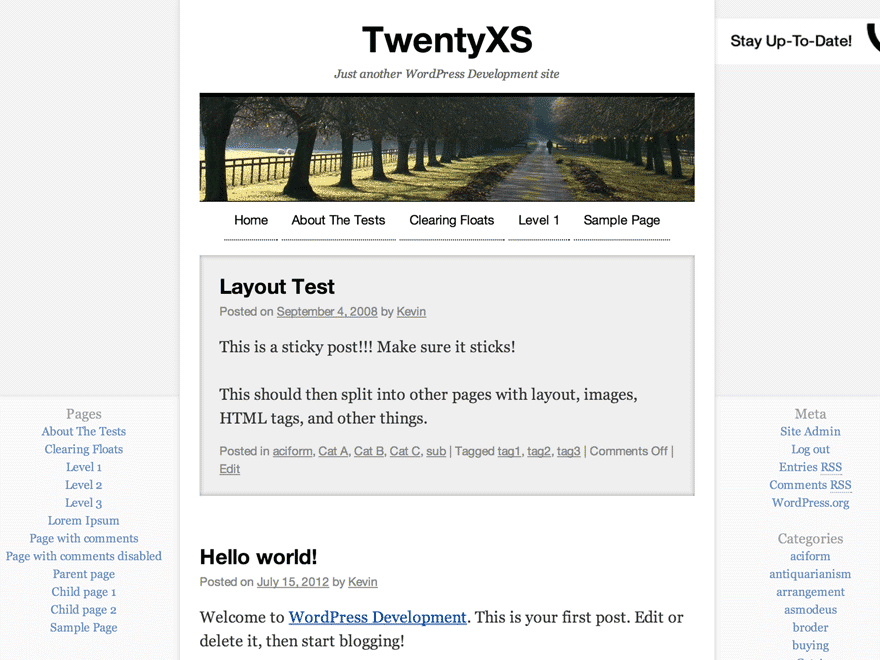 TwentyXS
Just another WordPress Development site
Stay Up-To-Date!
Home About The Tests Clearing Floats Level 1 Sample Page
Layout Test
Posted on September 4, 2008 by Kevin
This is a sticky post!!! Make sure it sticks!
This should then split into other pages with layout, images,
HTML tags, and other things.
Posted in aciform, Cat A, Cat B, Cat C, sub | Tagged tag1, tag2, tag3 | Comments Off |
Edit
Hello world!
Posted on July 15, 2012 by Kevin
Welcome to WordPress Development. This is your first post. Edit or
delete it, then start blogging!
Pages
About The Tests
Clearing Floats
Level 1
Level 2
Level 3
Lorem Ipsum
Page with comments
Page with comments disabled
Parent page
Child page 1
Child page 2
Sample Page
Meta
Site Admin
Log out
Entries RSS
Comments RSS
WordPress.org
Categories
aciform
antiquarianism
arrangement
asmodeus
broder
buying